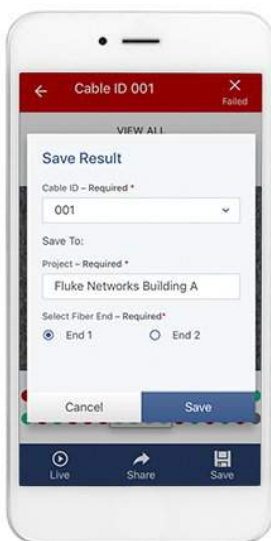 Cable ID 001
Failed
VIEW ALL
Save Result
Cable ID – Required *
001
Save To:
Project – Required *
Fluke Networks Building A
Select Fiber End – Required*
End 1
End 2
Cancel
Save
Live
Share
Save